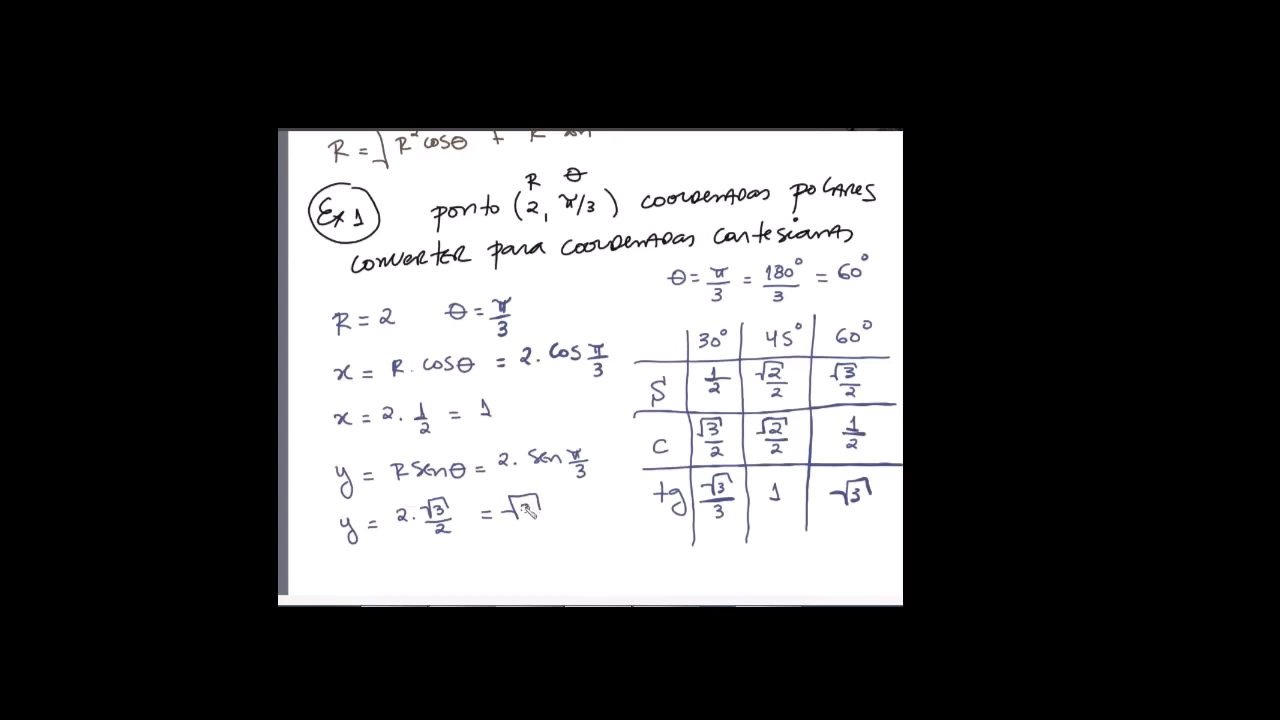 R = √R²cosθ + R sen
R θ
Ex 1 ponto (2, π/3) coordenadas polares
converter para coordenadas cartesianas
θ = π/3 = 180°/3 = 60°
R = 2 θ = π/3
x = R. cosθ = 2. cos π/3
x = 2. 1/2 = 1
y = R senθ = 2. sen π/3
y = 2. √3/2 = √3
30° 45° 60°
S 1/2 √2/2 √3/2
C √3/2 √2/2 1/2
tg √3/3 1 √3